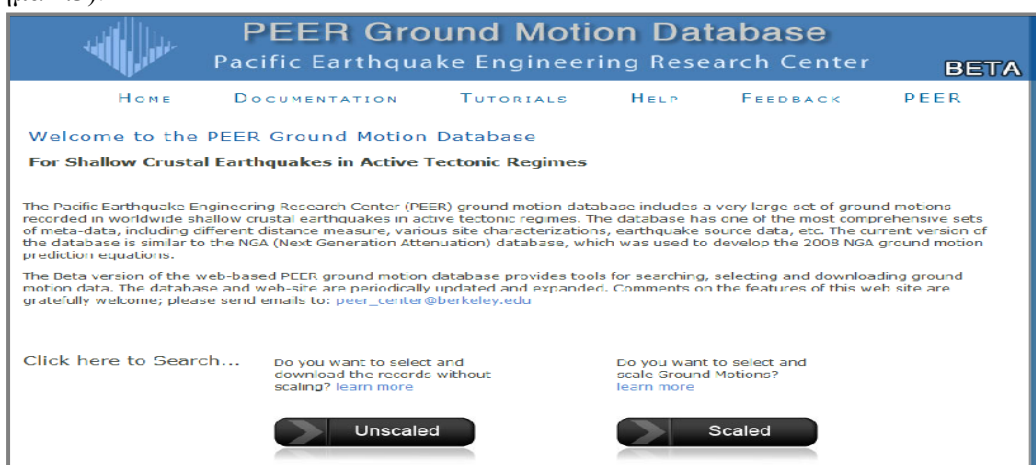 PEER Ground Motion Database
Pacific Earthquake Engineering Research Center
BETA
HOME DOCUMENTATION TUTORIALS HELP FEEDBACK PEER
Welcome to the PEER Ground Motion Database
For Shallow Crustal Earthquakes in Active Tectonic Regimes
The Pacific Earthquake Engineering Research Center (PEER) ground motion database includes a very large set of ground motions
recorded in worldwide shallow crustal earthquakes in active tectonic regimes. The database has one of the most comprehensive sets
of meta-data, including different distance measure, various site characterizations, earthquake source data, etc. The current version of
the database is similar to the NGA (Next Generation Attenuation) database, which was used to develop the 2008 NGA ground motion
prediction equations.
The Beta version of the web-based PEER ground motion database provides tools for searching, selecting and downloading ground
motion data. The database and web-site are periodically updated and expanded. Comments on the features of this web site are
gratefully welcome; please send emails to: peer_center@berkeley.edu
Click here to Search...
Do you want to select and
download the records without
scaling? learn more
Unscaled
Do you want to select and
scale Ground Motions?
learn more
Scaled